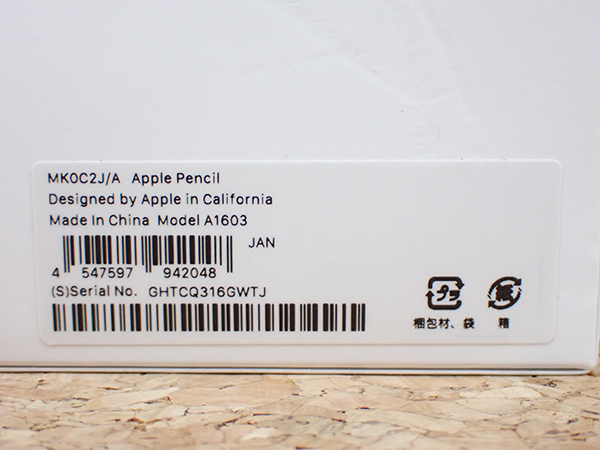 MK0C2J/A Apple Pencil
Designed by Apple in California
Made In China Model A1603
JAN
4 547597 942048
(S)Serial No. GHTCQ316GWTJ
プラ 紙
梱包材、袋 箱